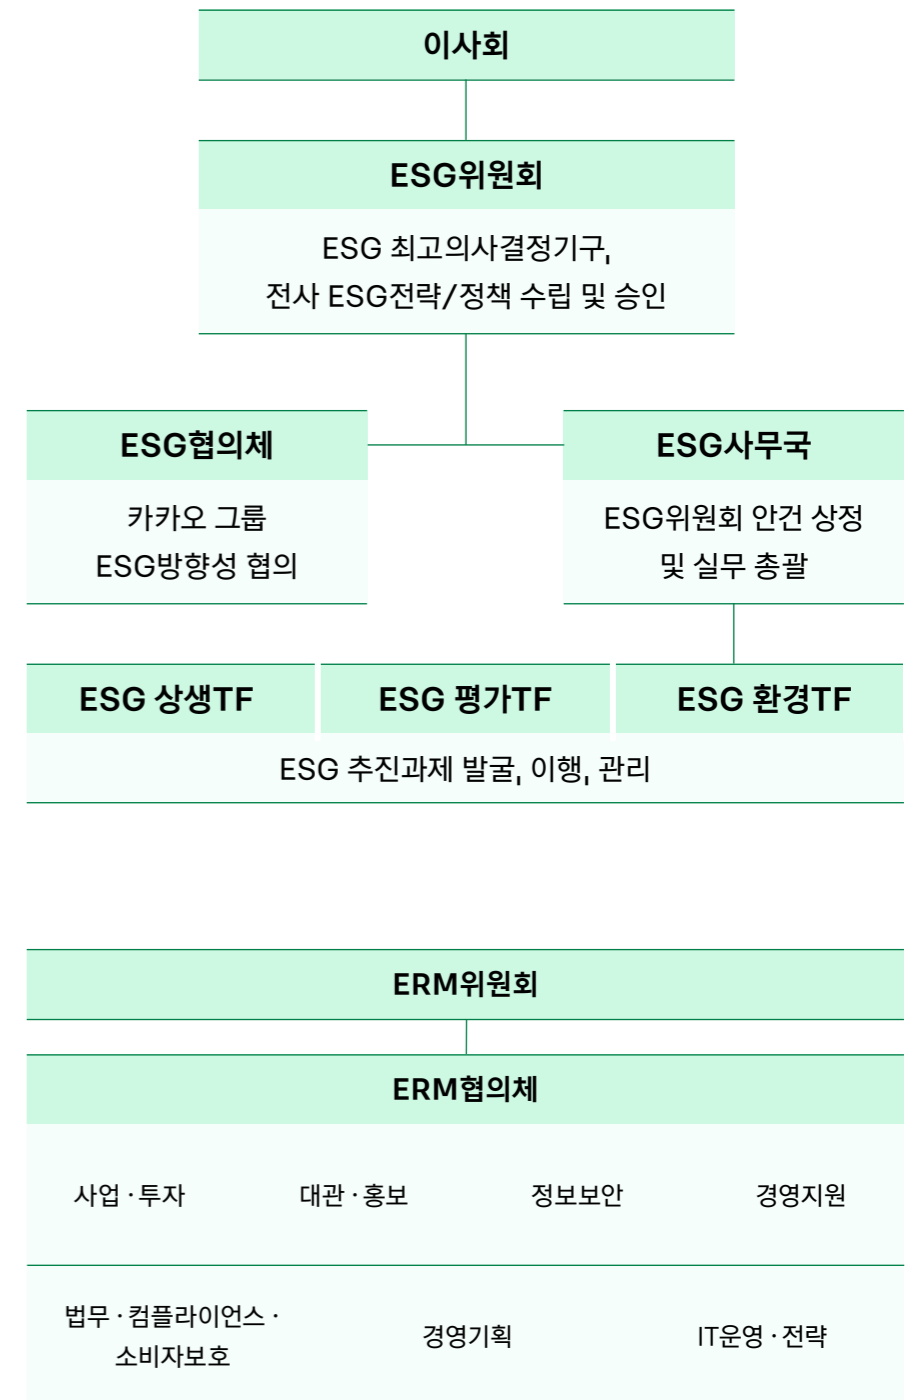 이사회
ESG위원회
ESG 최고의사결정기구,
전사 ESG전략/정책 수립 및 승인
ESG협의체
카카오 그룹
ESG방향성 협의
ESG사무국
ESG위원회 안건 상정
및 실무 총괄
ESG 상생TF
ESG 평가TF
ESG 환경TF
ESG 추진과제 발굴, 이행, 관리
ERM위원회
ERM협의체
사업 · 투자
대관 · 홍보
정보보안
경영지원
법무 · 컴플라이언스 ·
소비자보호
경영기획
IT운영 · 전략